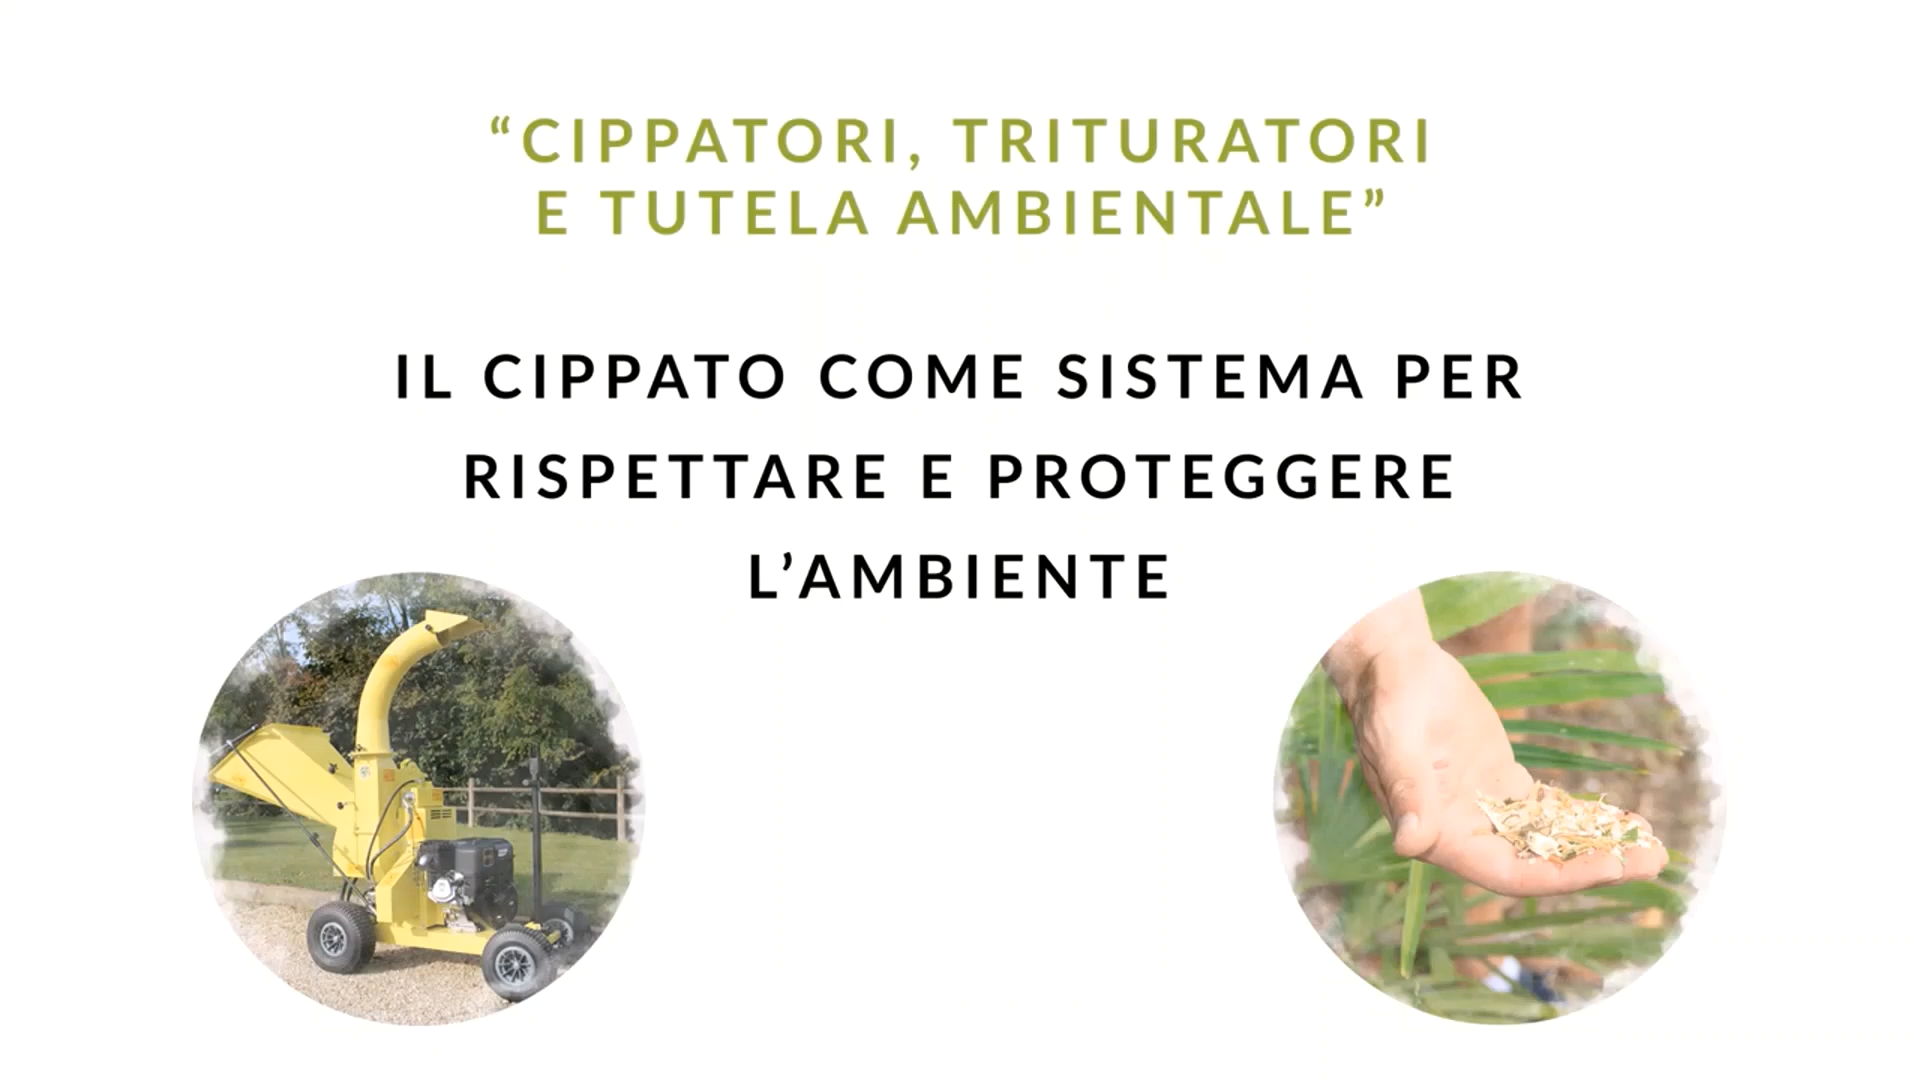 “CIPPATORI, TRITURATORI
E TUTELA AMBIENTALE”
IL CIPPATO COME SISTEMA PER
RISPETTARE E PROTEGGERE
L’AMBIENTE